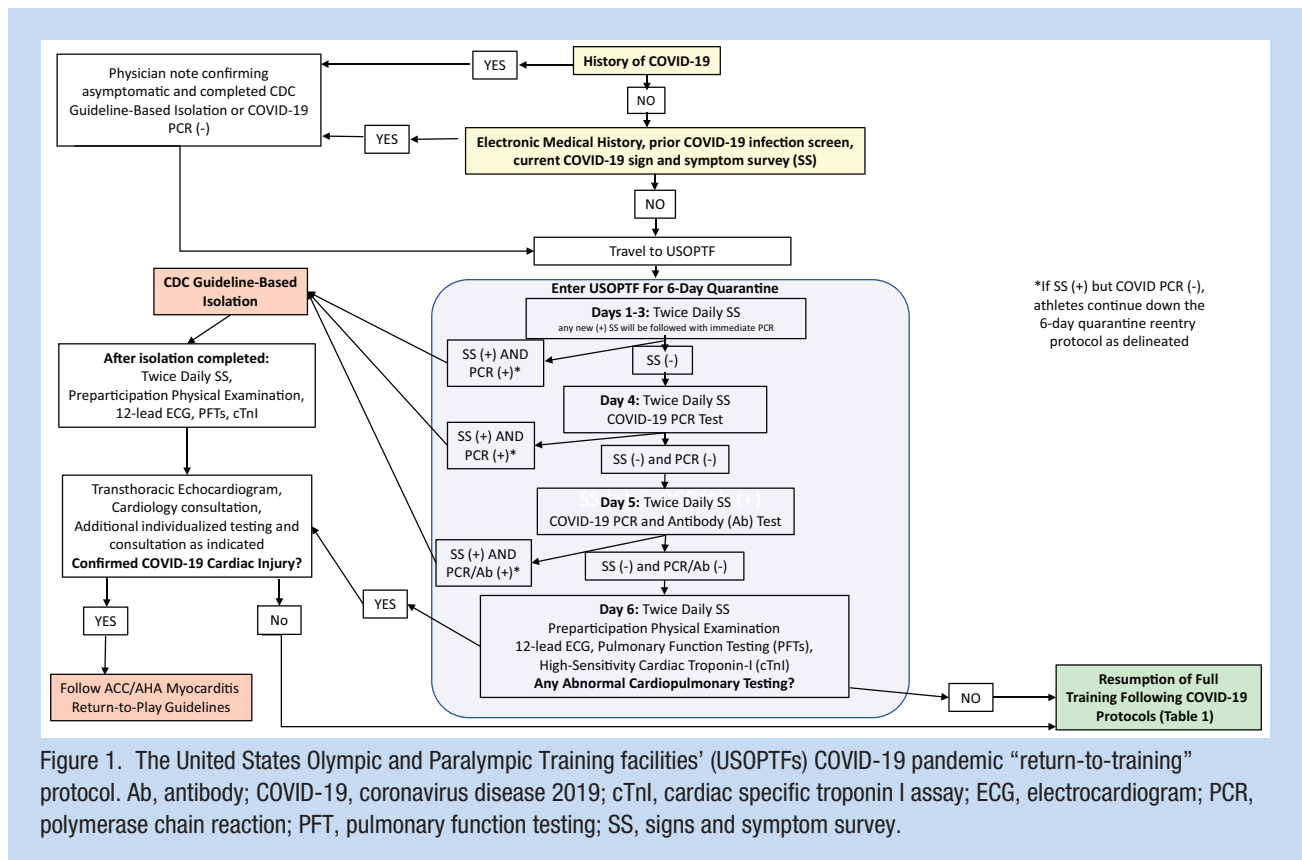 History of COVID-19
YES
NO
Physician note confirming
asymptomatic and completed CDC
Guideline-Based Isolation or COVID-19
PCR (-)
YES
Electronic Medical History, prior COVID-19 infection screen,
current COVID-19 sign and symptom survey (SS)
NO
Travel to USOPTF
CDC Guideline-Based
Isolation
Enter USOPTF For 6-Day Quarantine
Days 1-3: Twice Daily SS
any new (+) SS will be followed with immediate PCR
*If SS (+) but COVID PCR (-),
athletes continue down the
6-day quarantine reentry
protocol as delineated
SS (+) AND
PCR (+)*
SS (-)
After isolation completed:
Twice Daily SS,
Preparticipation Physical Examination,
12-lead ECG, PFTs, cTnI
Day 4: Twice Daily SS
COVID-19 PCR Test
SS (+) AND
PCR (+)*
SS (-) and PCR (-)
Transthoracic Echocardiogram,
Cardiology consultation,
Additional individualized testing and
consultation as indicated
Confirmed COVID-19 Cardiac Injury?
Day 5: Twice Daily SS
COVID-19 PCR and Antibody (Ab) Test
SS (+) AND
PCR/Ab (+)*
SS (-) and PCR/Ab (-)
YES
No
YES
Day 6: Twice Daily SS
Preparticipation Physical Examination
12-lead ECG, Pulmonary Function Testing (PFTs),
High-Sensitivity Cardiac Troponin-I (cTnI)
Any Abnormal Cardiopulmonary Testing?
Follow ACC/AHA Myocarditis
Return-to-Play Guidelines
NO
Resumption of Full
Training Following COVID-19
Protocols (Table 1)
Figure 1. The United States Olympic and Paralympic Training facilities’ (USOPTFs) COVID-19 pandemic “return-to-training”
protocol. Ab, antibody; COVID-19, coronavirus disease 2019; cTnI, cardiac specific troponin I assay; ECG, electrocardiogram; PCR,
polymerase chain reaction; PFT, pulmonary function testing; SS, signs and symptom survey.